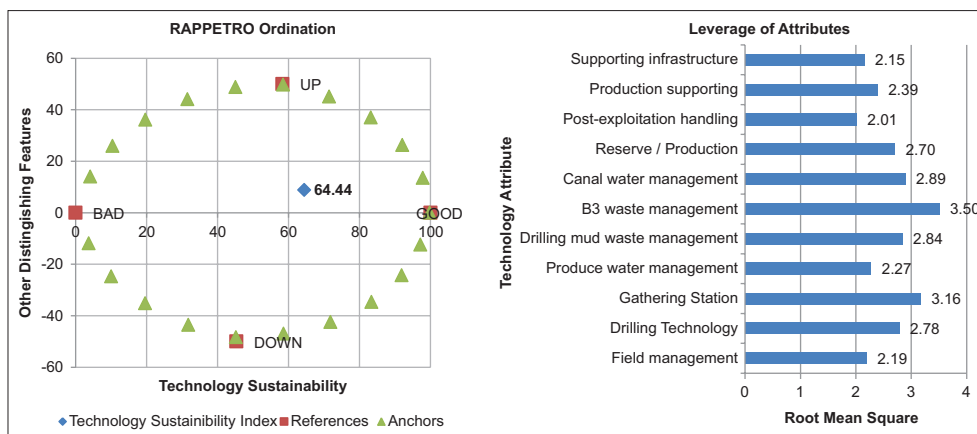 RAPPETRO Ordination
60
40
20
0
-20
-40
-60
0 20 40 60 80 100
UP
64.44
BAD
GOOD
DOWN
Other Distingishing Features
Technology Sustainability
Technology Sustainibility Index References Anchors
Leverage of Attributes
Technology Attribute
Supporting infrastructure 2.15
Production supporting 2.39
Post-exploitation handling 2.01
Reserve / Production 2.70
Canal water management 2.89
B3 waste management 3.50
Drilling mud waste management 2.84
Produce water management 2.27
Gathering Station 3.16
Drilling Technology 2.78
Field management 2.19
0 1 2 3 4
Root Mean Square